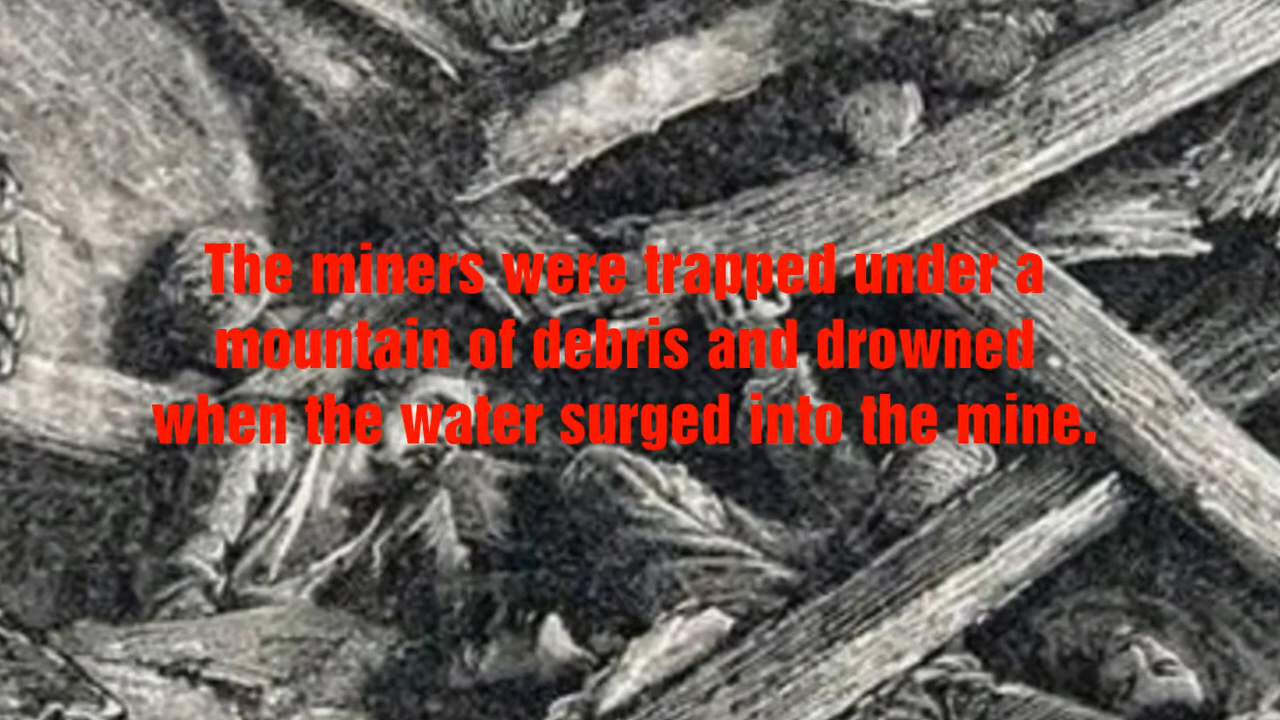 The miners were trapped under a
mountain of debris and drowned
when the water surged into the mine.